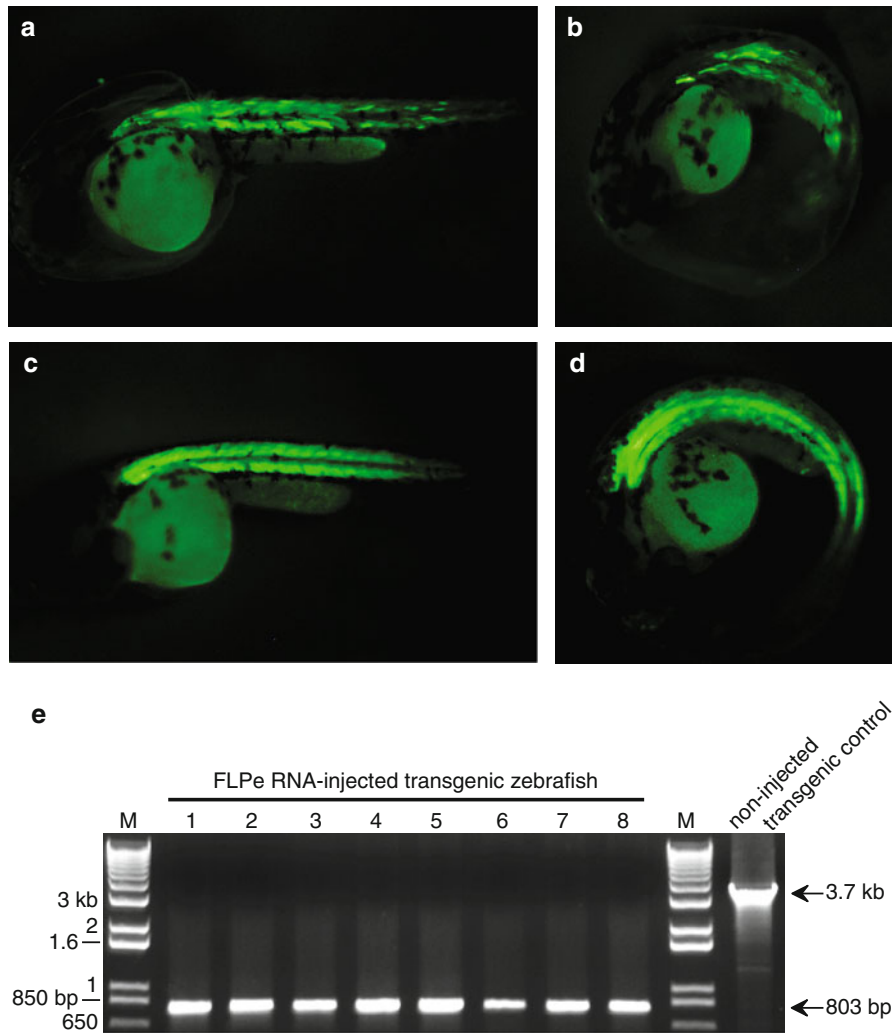 a
b
c
d
e
FLPe RNA-injected transgenic zebrafish
non-injected
transgenic control
M 1 2 3 4 5 6 7 8 M
3 kb
2
1.6
1
850 bp
650
3.7 kb
803 bp